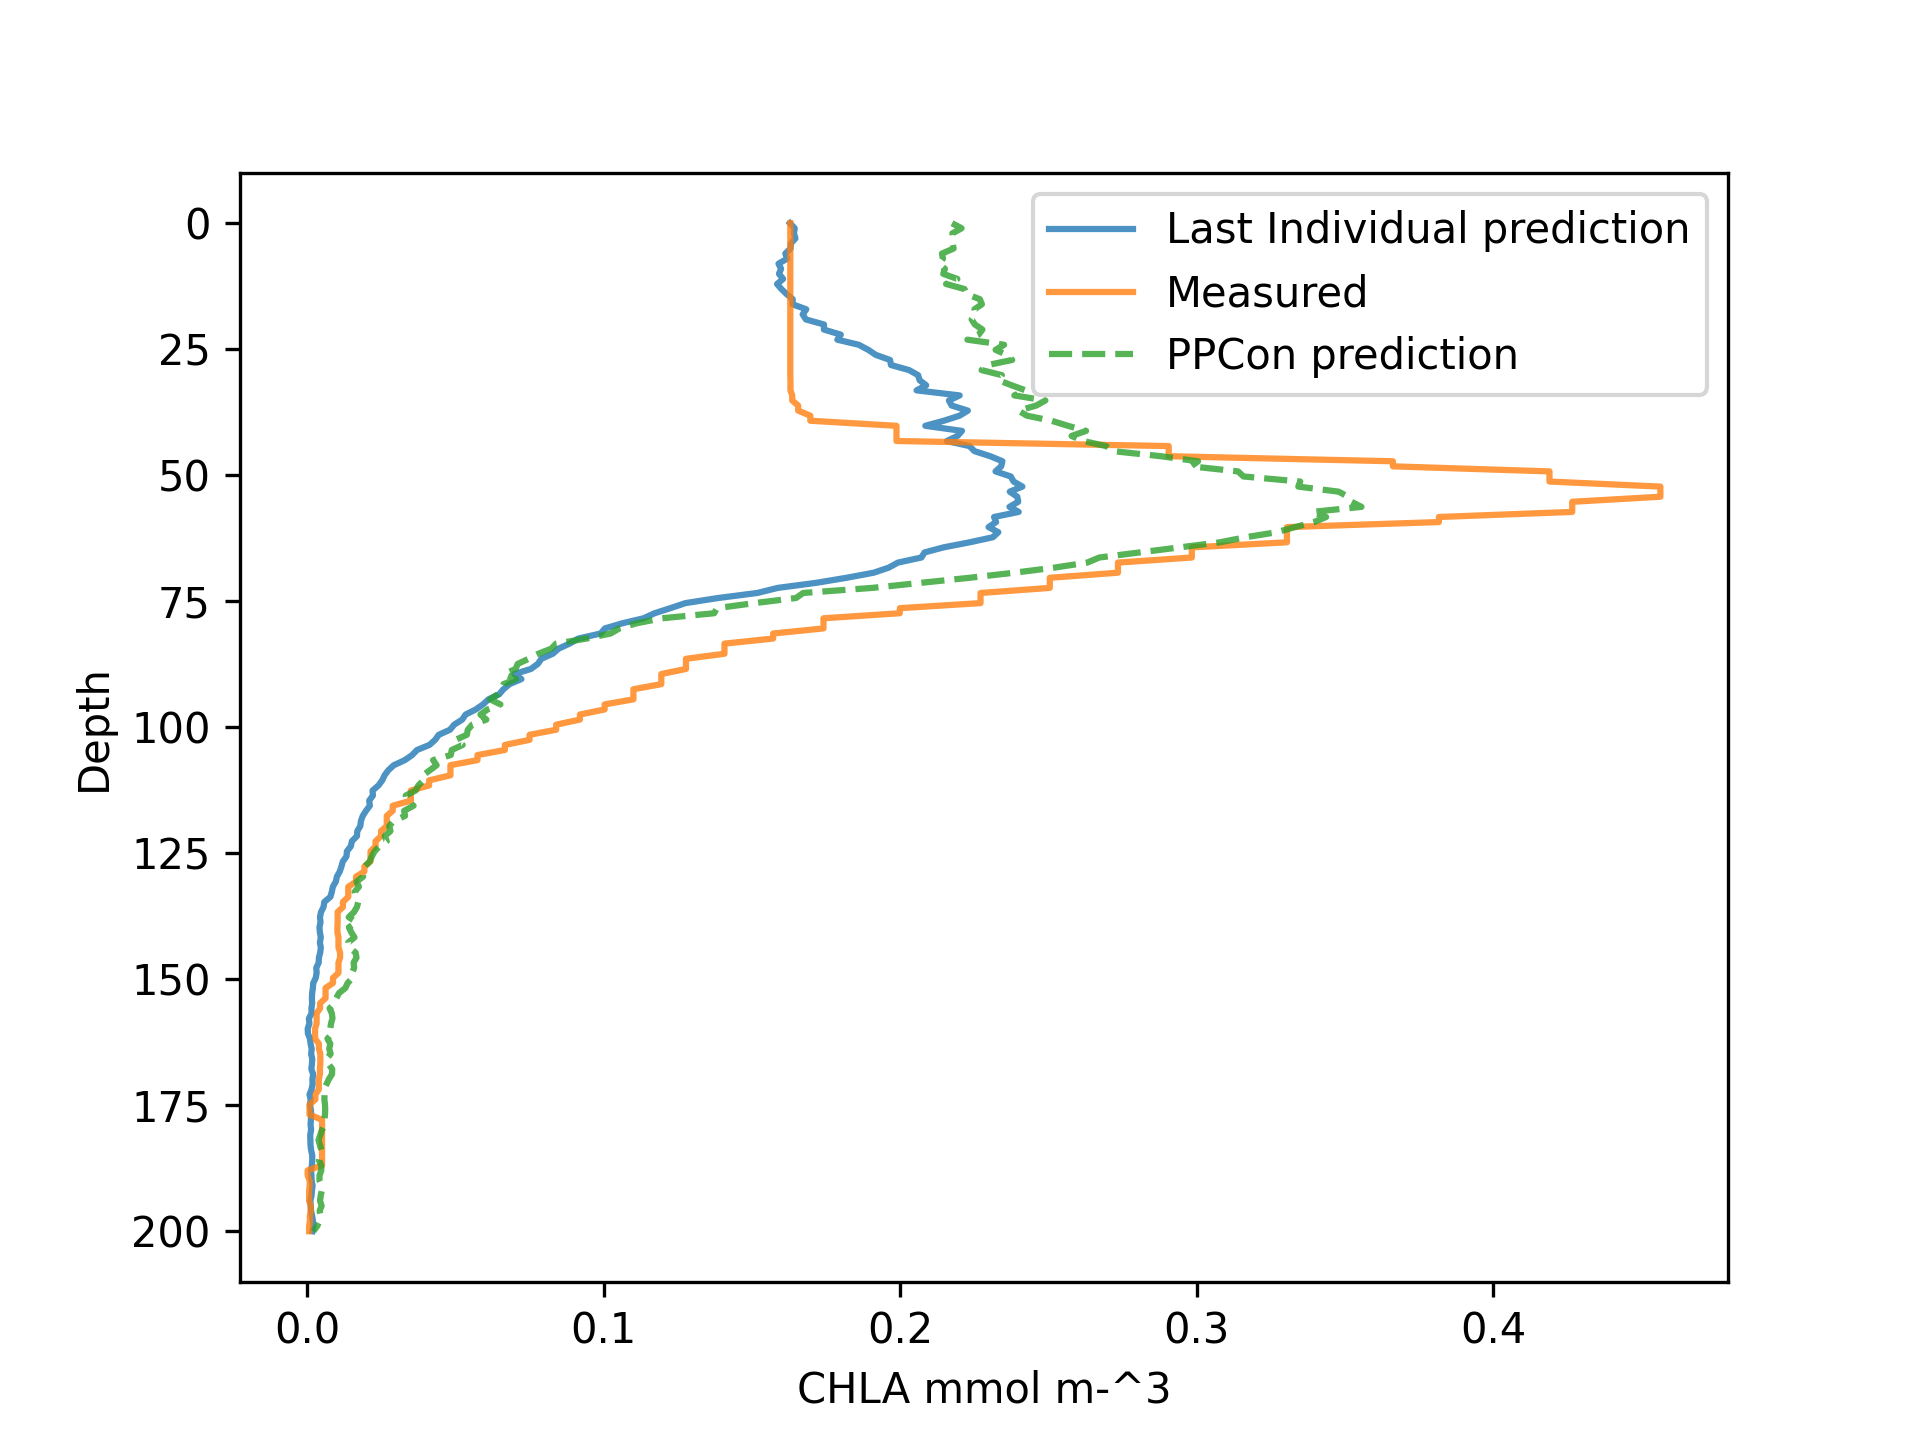 Last Individual prediction
Measured
PPCon prediction
0
25
50
75
100
125
150
175
200
Depth
0.0 0.1 0.2 0.3 0.4
CHLA mmol m-^3